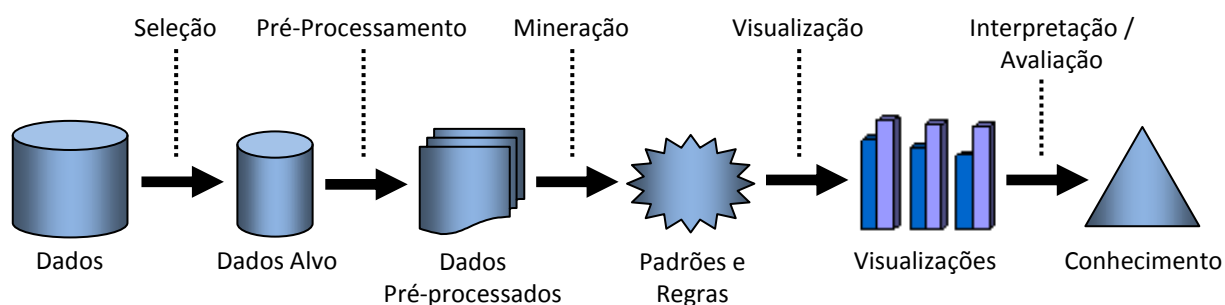 Seleção
Pré-Processamento
Mineração
Visualização
Interpretação /
Avaliação
Dados
Dados Alvo
Dados
Pré-processados
Padrões e
Regras
Visualizações
Conhecimento